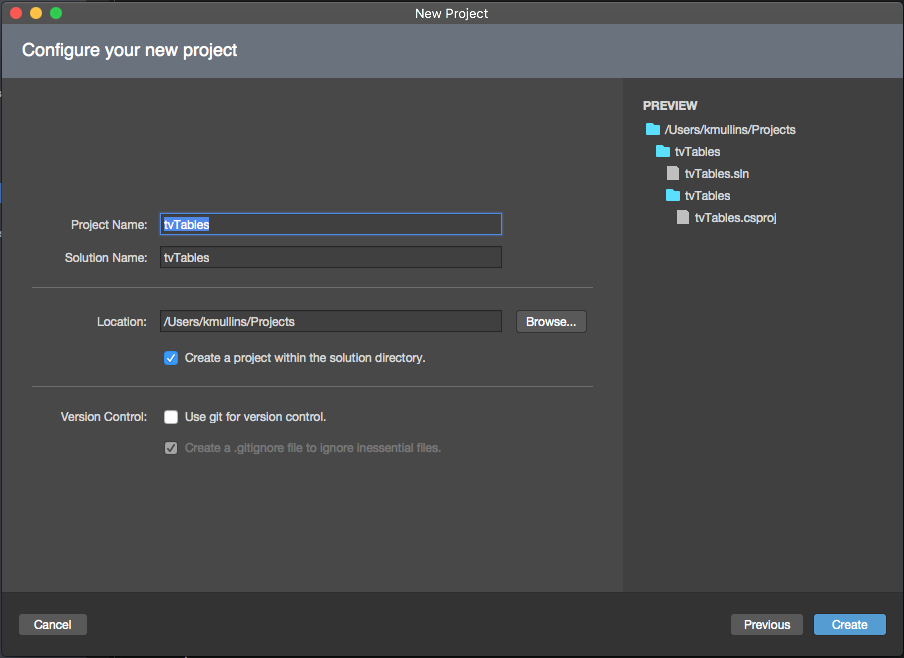 New Project
Configure your new project
Project Name: tvTables
Solution Name: tvTables
Location: /Users/kmullins/Projects Browse...
Create a project within the solution directory.
Version Control: Use git for version control.
Create a .gitignore file to ignore inessential files.
PREVIEW
/Users/kmullins/Projects
tvTables
tvTables.sln
tvTables
tvTables.csproj
Cancel Previous Create